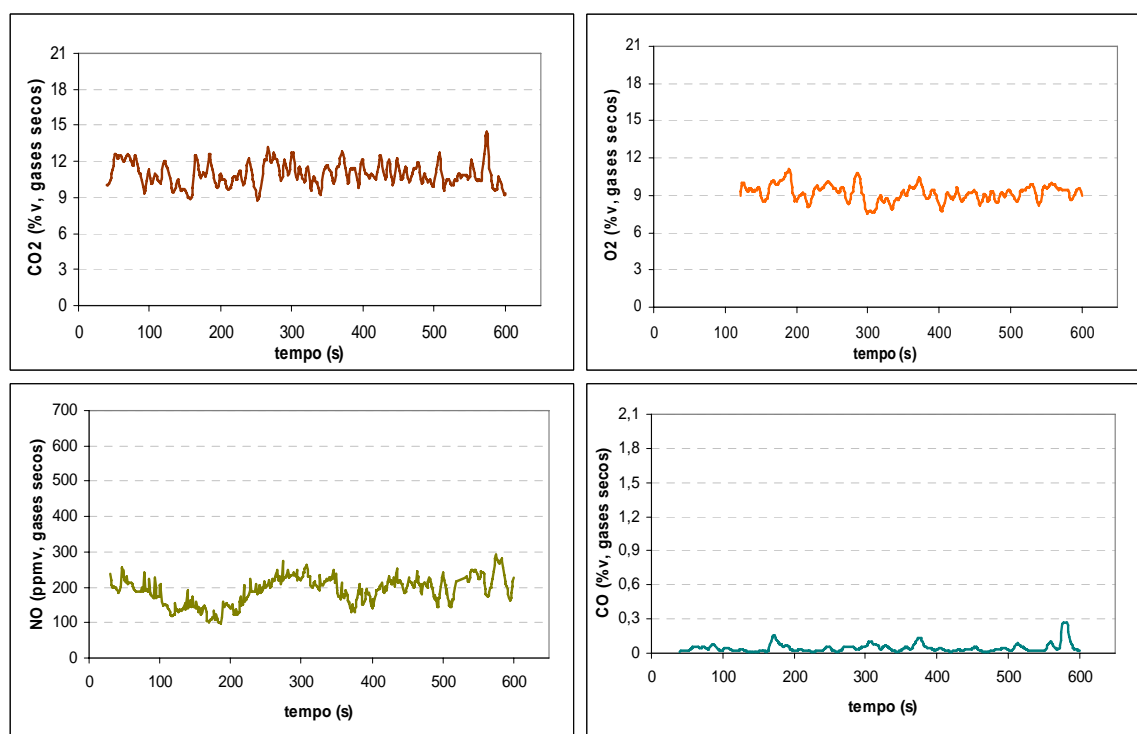 CO2 (%v, gases secos)
21
18
15
12
9
6
3
0
0 100 200 300 400 500 600
tempo (s)
O2 (%v, gases secos)
21
18
15
12
9
6
3
0
0 100 200 300 400 500 600
tempo (s)
NO (ppmv, gases secos)
700
600
500
400
300
200
100
0
0 100 200 300 400 500 600
tempo (s)
CO (%v, gases secos)
2,1
1,8
1,5
1,2
0,9
0,6
0,3
0
0 100 200 300 400 500 600
tempo (s)